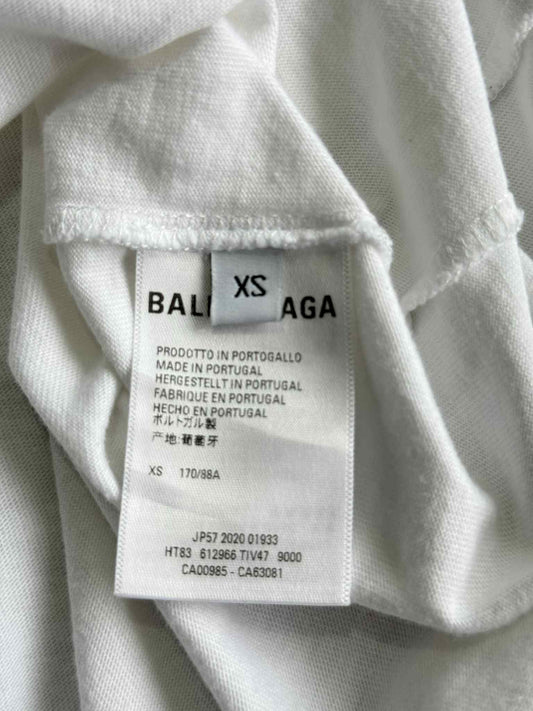 XS
BAL AGA
PRODOTTO IN PORTOGALLO
MADE IN PORTUGAL
HERGESTELLT IN PORTUGAL
FABRIQUE EN PORTUGAL
HECHO EN PORTUGAL
ポルトガル製
产地:葡萄牙
XS 170/88A
JP57 2020 01933
HT83 612966 TIV47 9000
CA00985 - CA63081